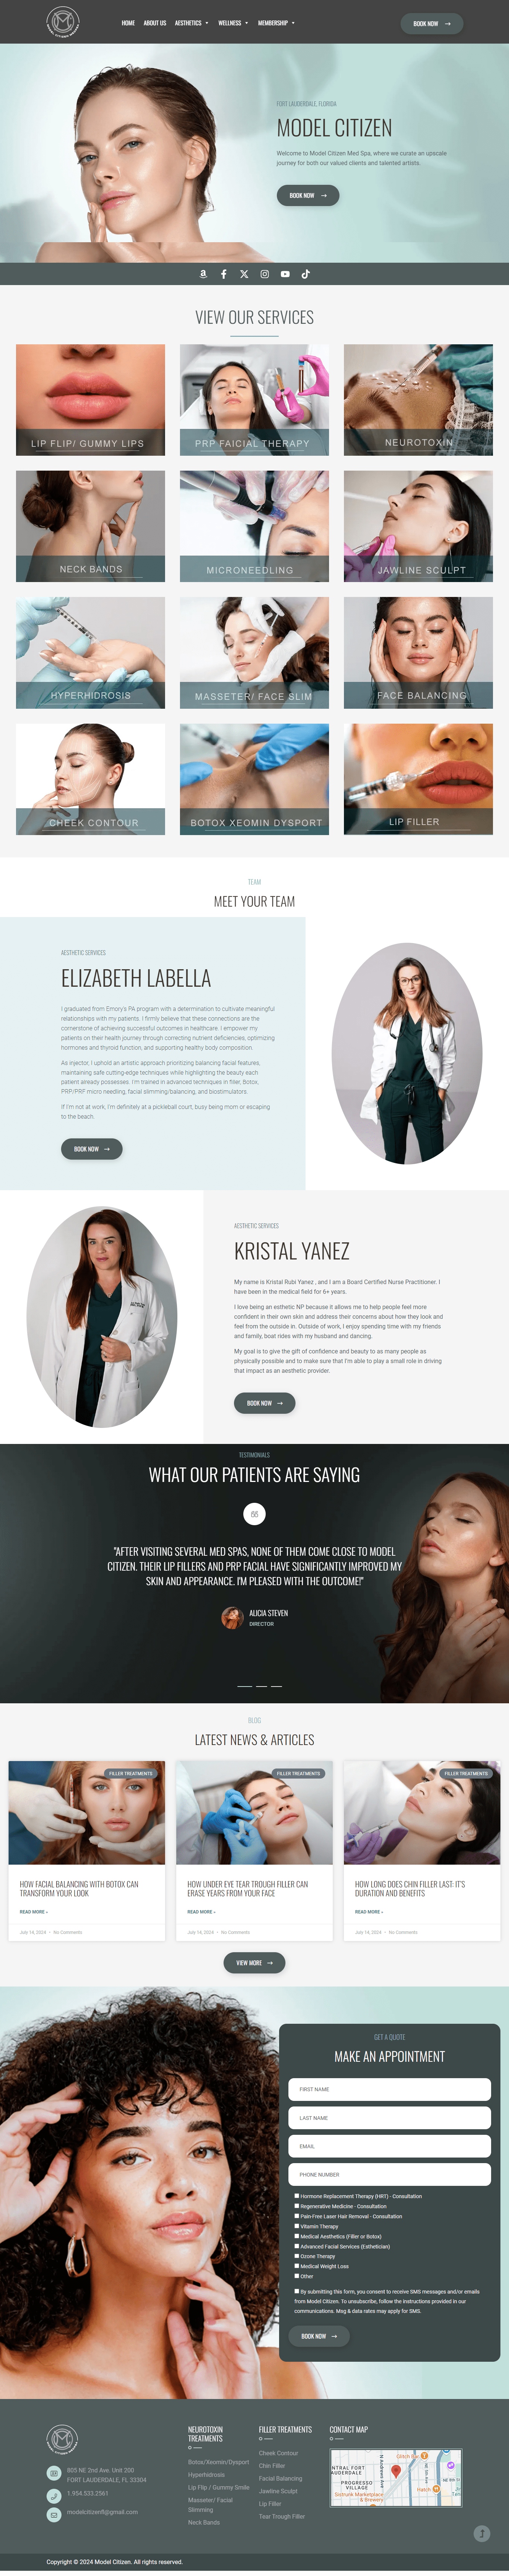 HOME ABOUT US AESTHETICS WELLNESS MEMBERSHIP BOOK NOW
FORT LAUDERDALE, FLORIDA
MODEL CITIZEN
Welcome to Model Citizen Med Spa, where we curate an upscale
journey for both our valued clients and talented artists.
BOOK NOW
VIEW OUR SERVICES
LIP FLIP/ GUMMY LIPS
PRP FAICIAL THERAPY
NEUROTOXIN
NECK BANDS
MICRONEEDLING
JAWLINE SCULPT
HYPERHIDROSIS
MASSETER/ FACE SLIM
FACE BALANCING
CHEEK CONTOUR
BOTOX XEOMIN DYSPORT
LIP FILLER
TEAM
MEET YOUR TEAM
AESTHETIC SERVICES
ELIZABETH LABELLA
I graduated from Emory's PA program with a determination to cultivate meaningful
relationships with my patients. I firmly believe that these connections are the
cornerstone of achieving successful outcomes in healthcare. I empower my
patients on their health journey through correcting nutrient deficiencies, optimizing
hormones and thyroid function, and supporting healthy body composition.
As injector, I uphold an artistic approach prioritizing balancing facial features,
maintaining safe cutting-edge techniques while highlighting the beauty each
patient already possesses. I'm trained in advanced techniques in filler, Botox,
PRP/PRF micro needling, facial slimming/balancing, and biostimulators.
If I'm not at work, I'm definitely at a pickleball court, busy being mom or escaping
to the beach.
BOOK NOW
AESTHETIC SERVICES
KRISTAL YANEZ
My name is Kristal Rubi Yanez , and I am a Board Certified Nurse Practitioner. I
have been in the medical field for 6+ years.
I love being an esthetic NP because it allows me to help people feel more
confident in their own skin and address their concerns about how they look and
feel from the outside in. Outside of work, I enjoy spending time with my friends
and family, boat rides with my husband and dancing.
My goal is to give the gift of confidence and beauty to as many people as
physically possible and to make sure that I'm able to play a small role in driving
that impact as an aesthetic provider.
BOOK NOW
TESTIMONIALS
WHAT OUR PATIENTS ARE SAYING
"AFTER VISITING SEVERAL MED SPAS, NONE OF THEM COME CLOSE TO MODEL
CITIZEN. THEIR LIP FILLERS AND PRP FACIAL HAVE SIGNIFICANTLY IMPROVED MY
SKIN AND APPEARANCE. I'M PLEASED WITH THE OUTCOME!"
ALICIA STEVEN
DIRECTOR
BLOG
LATEST NEWS & ARTICLES
FILLER TREATMENTS
HOW FACIAL BALANCING WITH BOTOX CAN
TRANSFORM YOUR LOOK
READ MORE »
July 14, 2024 • No Comments
FILLER TREATMENTS
HOW UNDER EYE TEAR TROUGH FILLER CAN
ERASE YEARS FROM YOUR FACE
READ MORE »
July 14, 2024 • No Comments
FILLER TREATMENTS
HOW LONG DOES CHIN FILLER LAST: IT'S
DURATION AND BENEFITS
READ MORE »
July 14, 2024 • No Comments
VIEW MORE
GET A QUOTE
MAKE AN APPOINTMENT
FIRST NAME
LAST NAME
EMAIL
PHONE NUMBER
Hormone Replacement Therapy (HRT) - Consultation
Regenerative Medicine - Consultation
Pain-Free Laser Hair Removal - Consultation
Vitamin Therapy
Medical Aesthetics (Filler or Botox)
Advanced Facial Services (Esthetician)
Ozone Therapy
Medical Weight Loss
Other
By submitting this form, you consent to receive SMS messages and/or emails
from Model Citizen. To unsubscribe, follow the instructions provided in our
communications. Msg & data rates may apply for SMS.
BOOK NOW
805 NE 2nd Ave. Unit 200
FORT LAUDERDALE, FL 33304
1.954.533.2561
modelcitizenfl@gmail.com
NEUROTOXIN
TREATMENTS
Botox/Xeomin/Dysport
Hyperhidrosis
Lip Flip / Gummy Smile
Masseter/ Facial
Slimming
Neck Bands
FILLER TREATMENTS
Cheek Contour
Chin Filler
Facial Balancing
Jawline Sculpt
Lip Filler
Tear Trough Filler
CONTACT MAP
NTRAL FORT
LAUDERDALE
PROGRESSO
VILLAGE
Sistrunk Marketplace
& Brewery
N Andrews Ave
Hatch
Copyright © 2024 Model Citizen. All rights reserved.